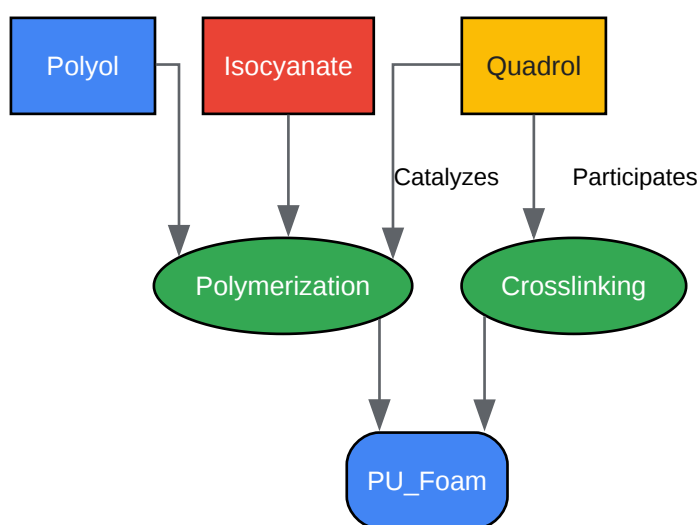 Polyol
Isocyanate
Quadrol
Catalyzes
Participates
Polymerization
Crosslinking
PU_Foam